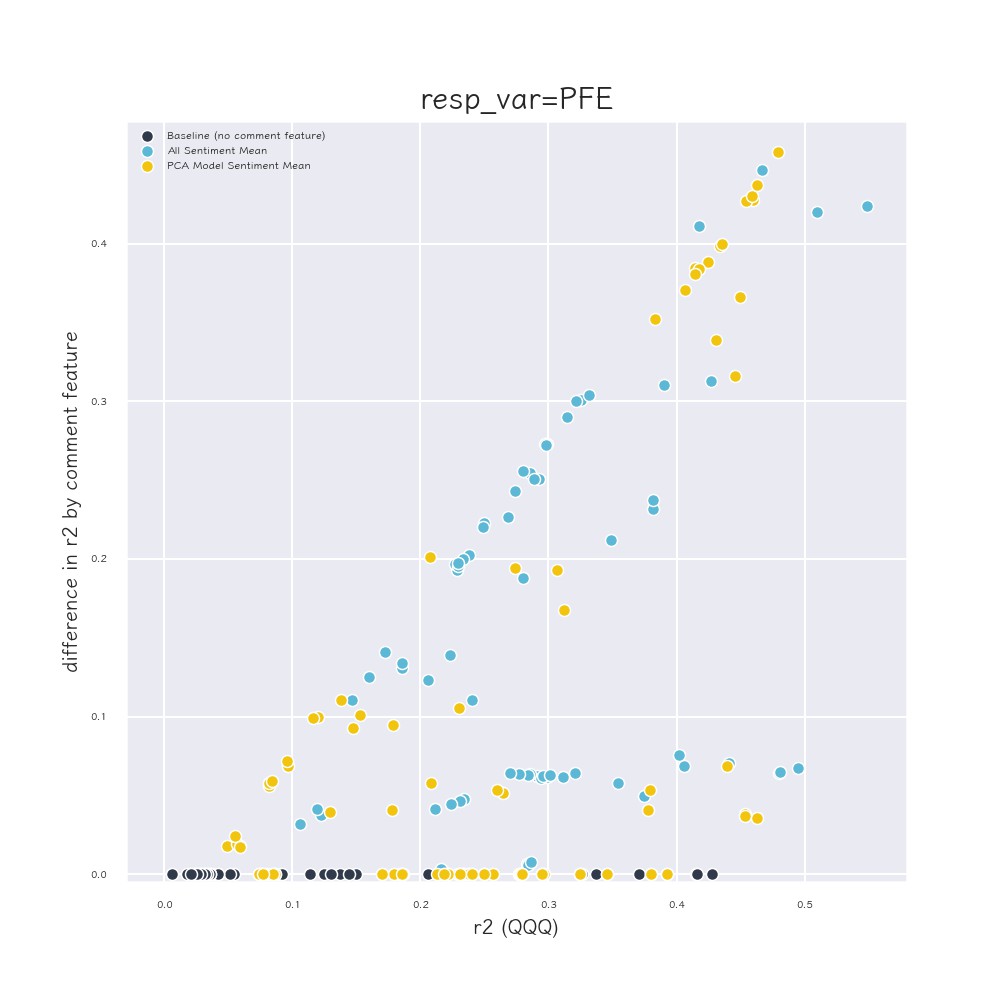 resp_var=PFE
Baseline (no comment feature)
All Sentiment Mean
PCA Model Sentiment Mean
difference in r2 by comment feature
0.4
0.3
0.2
0.1
0.0
0.0 0.1 0.2 0.3 0.4 0.5
r2 (QQQ)